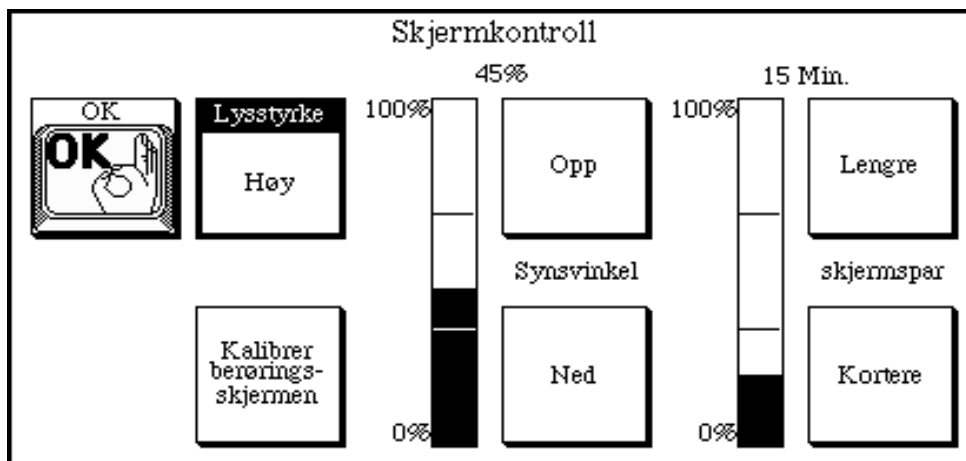 Skjermkontroll
45%
15 Min.
OK
OK
Lysstyrke
Høy
100%
Opp
100%
Lengre
Synsvinkel
skjermspar
Kalibrer
berørings-
skjermen
0%
Ned
0%
Kortere